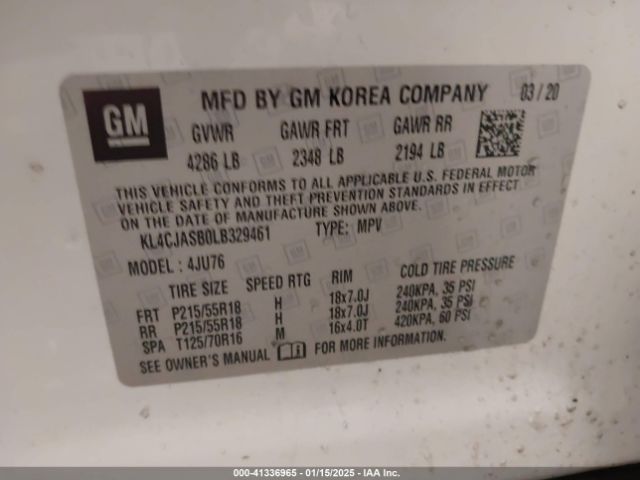 GM
MFD BY GM KOREA COMPANY 03/20
GVWR GAWR FRT GAWR RR
4286 LB 2348 LB 2194 LB
THIS VEHICLE CONFORMS TO ALL APPLICABLE U.S. FEDERAL MOTOR
VEHICLE SAFETY AND THEFT PREVENTION STANDARDS IN EFFECT
ON THE DATE OF MANUFACTURE SHOWN ABOVE.
KL4CJASB0LB329461 TYPE: MPV
MODEL: 4JU76
TIRE SIZE SPEED RTG RIM COLD TIRE PRESSURE
FRT P215/55R18 H 18x7.0J 240KPA, 35 PSI
RR P215/55R18 H 18x7.0J 240KPA, 35 PSI
SPA T125/70R16 M 16x4.0T 420KPA, 60 PSI
SEE OWNER'S MANUAL FOR MORE INFORMATION.
000-41336965 - 01/15/2025 - IAA Inc.